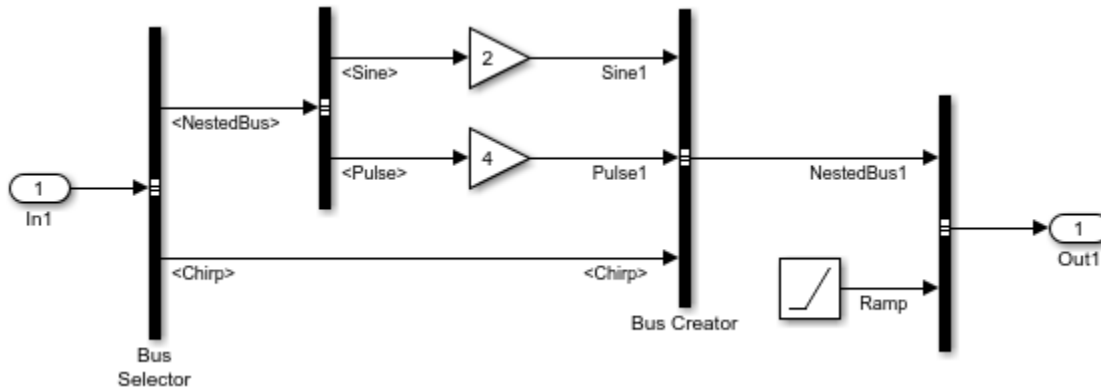 <Sine>
2
Sine1
<NestedBus>
<Pulse>
4
Pulse1
NestedBus1
1
In1
<Chirp>
<Chirp>
1
Out1
Ramp
Bus Creator
Bus
Selector